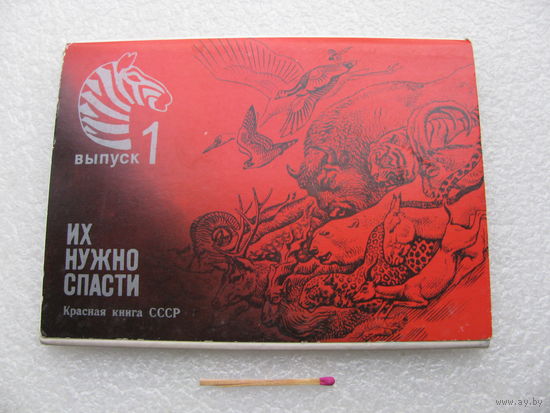 выпуск 1
ИХ
НУЖНО
СПАСТИ
Красная книга СССР
www.ay.by